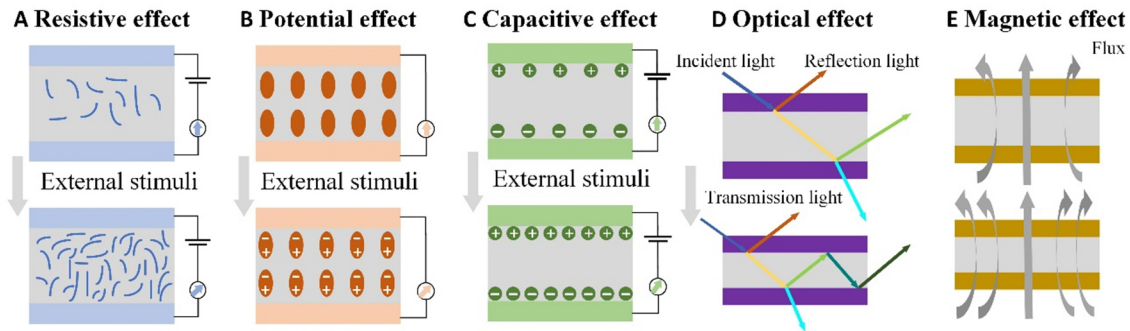 A Resistive effect
B Potential effect
C Capacitive effect
D Optical effect
E Magnetic effect
Incident light
Reflection light
Flux
External stimuli
External stimuli
External stimuli
Transmission light